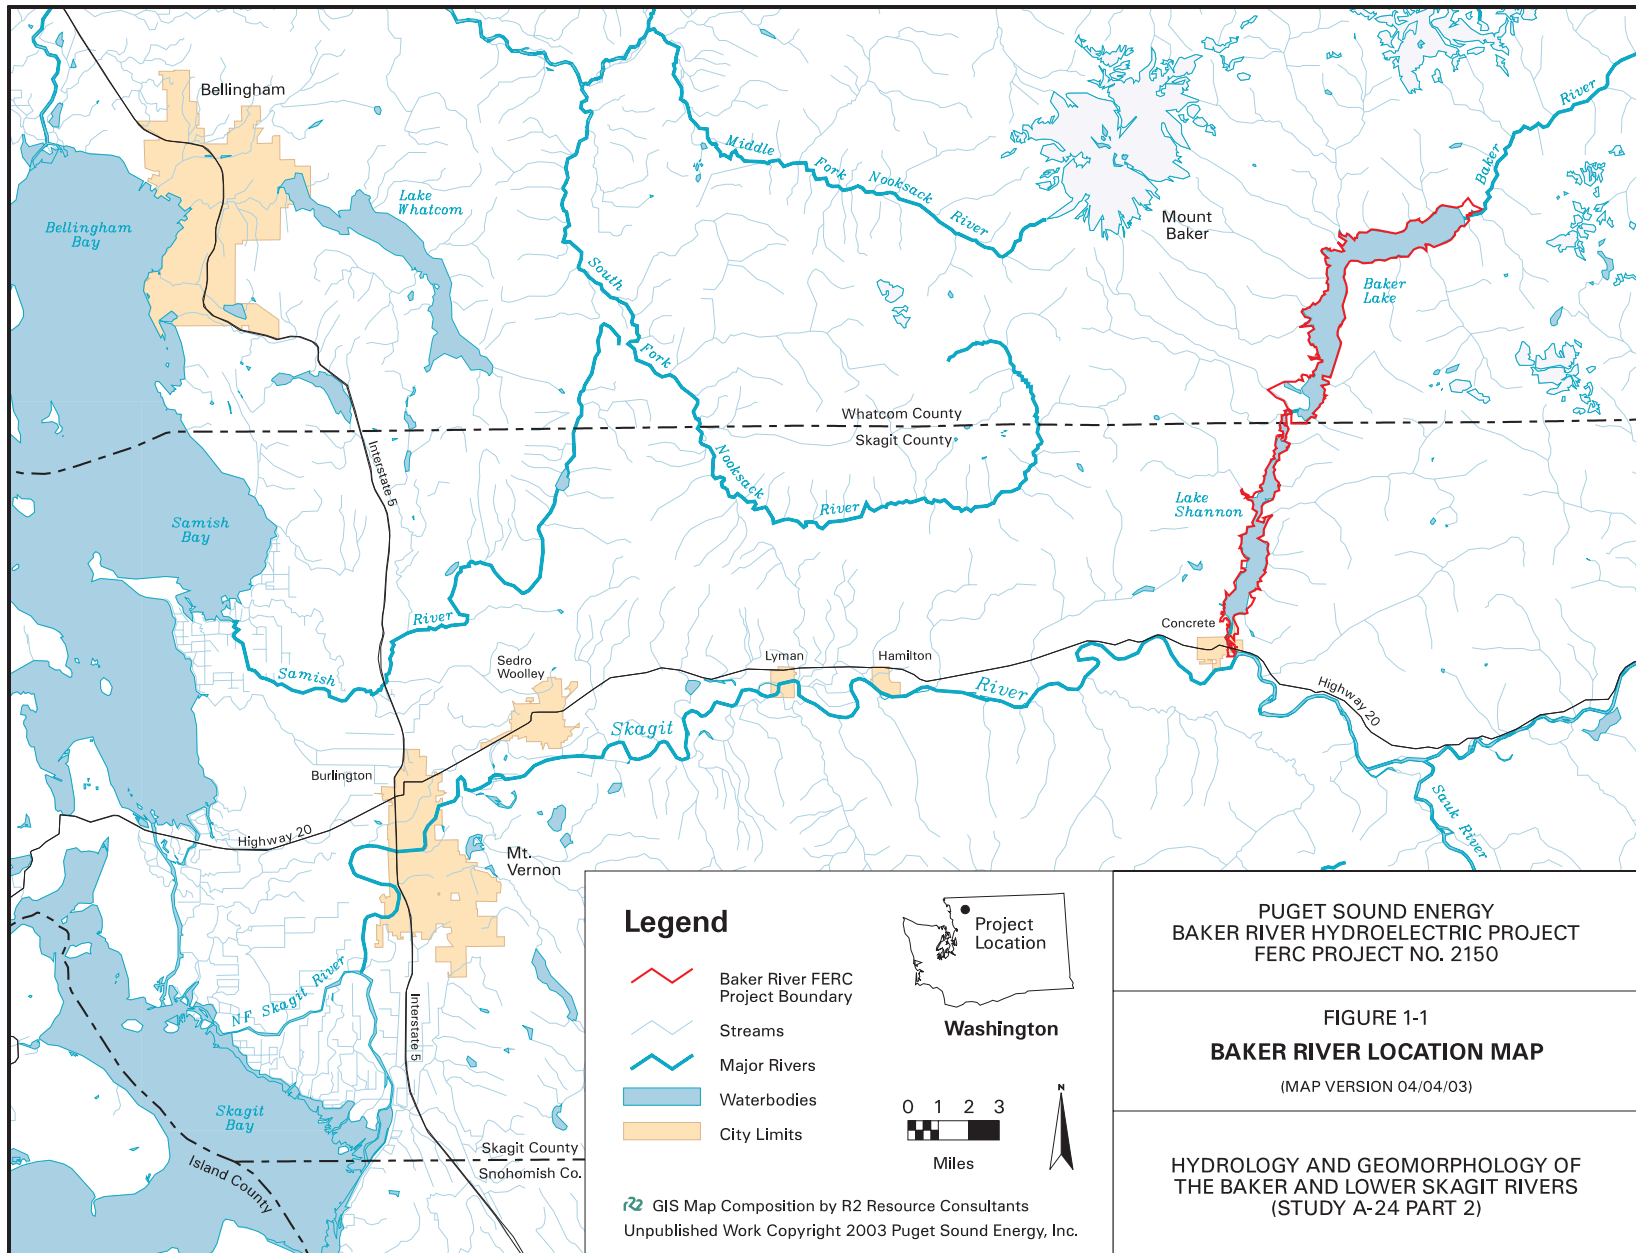 Bellingham
Bellingham
Bay
Lake
Whatcom
Middle
Fork
Nooksack
River
Mount
Baker
Baker
River
Baker
Lake
South
Fork
Nooksack
River
Whatcom County
Skagit County
Interstate 5
Samish
Bay
Lake
Shannon
River
Samish
Sedro
Woolley
Lyman
Hamilton
Concrete
Skagit
River
Highway 20
Sauk River
Burlington
Highway 20
Mt.
Vernon
NF Skagit River
Interstate 5
Skagit
Bay
Island County
Skagit County
Snohomish Co.
Legend
Baker River FERC
Project Boundary
Streams
Major Rivers
Waterbodies
City Limits
Project
Location
Washington
0 1 2 3
Miles
N
R2 GIS Map Composition by R2 Resource Consultants
Unpublished Work Copyright 2003 Puget Sound Energy, Inc.
PUGET SOUND ENERGY
BAKER RIVER HYDROELECTRIC PROJECT
FERC PROJECT NO. 2150
FIGURE 1-1
BAKER RIVER LOCATION MAP
(MAP VERSION 04/04/03)
HYDROLOGY AND GEOMORPHOLOGY OF
THE BAKER AND LOWER SKAGIT RIVERS
(STUDY A-24 PART 2)